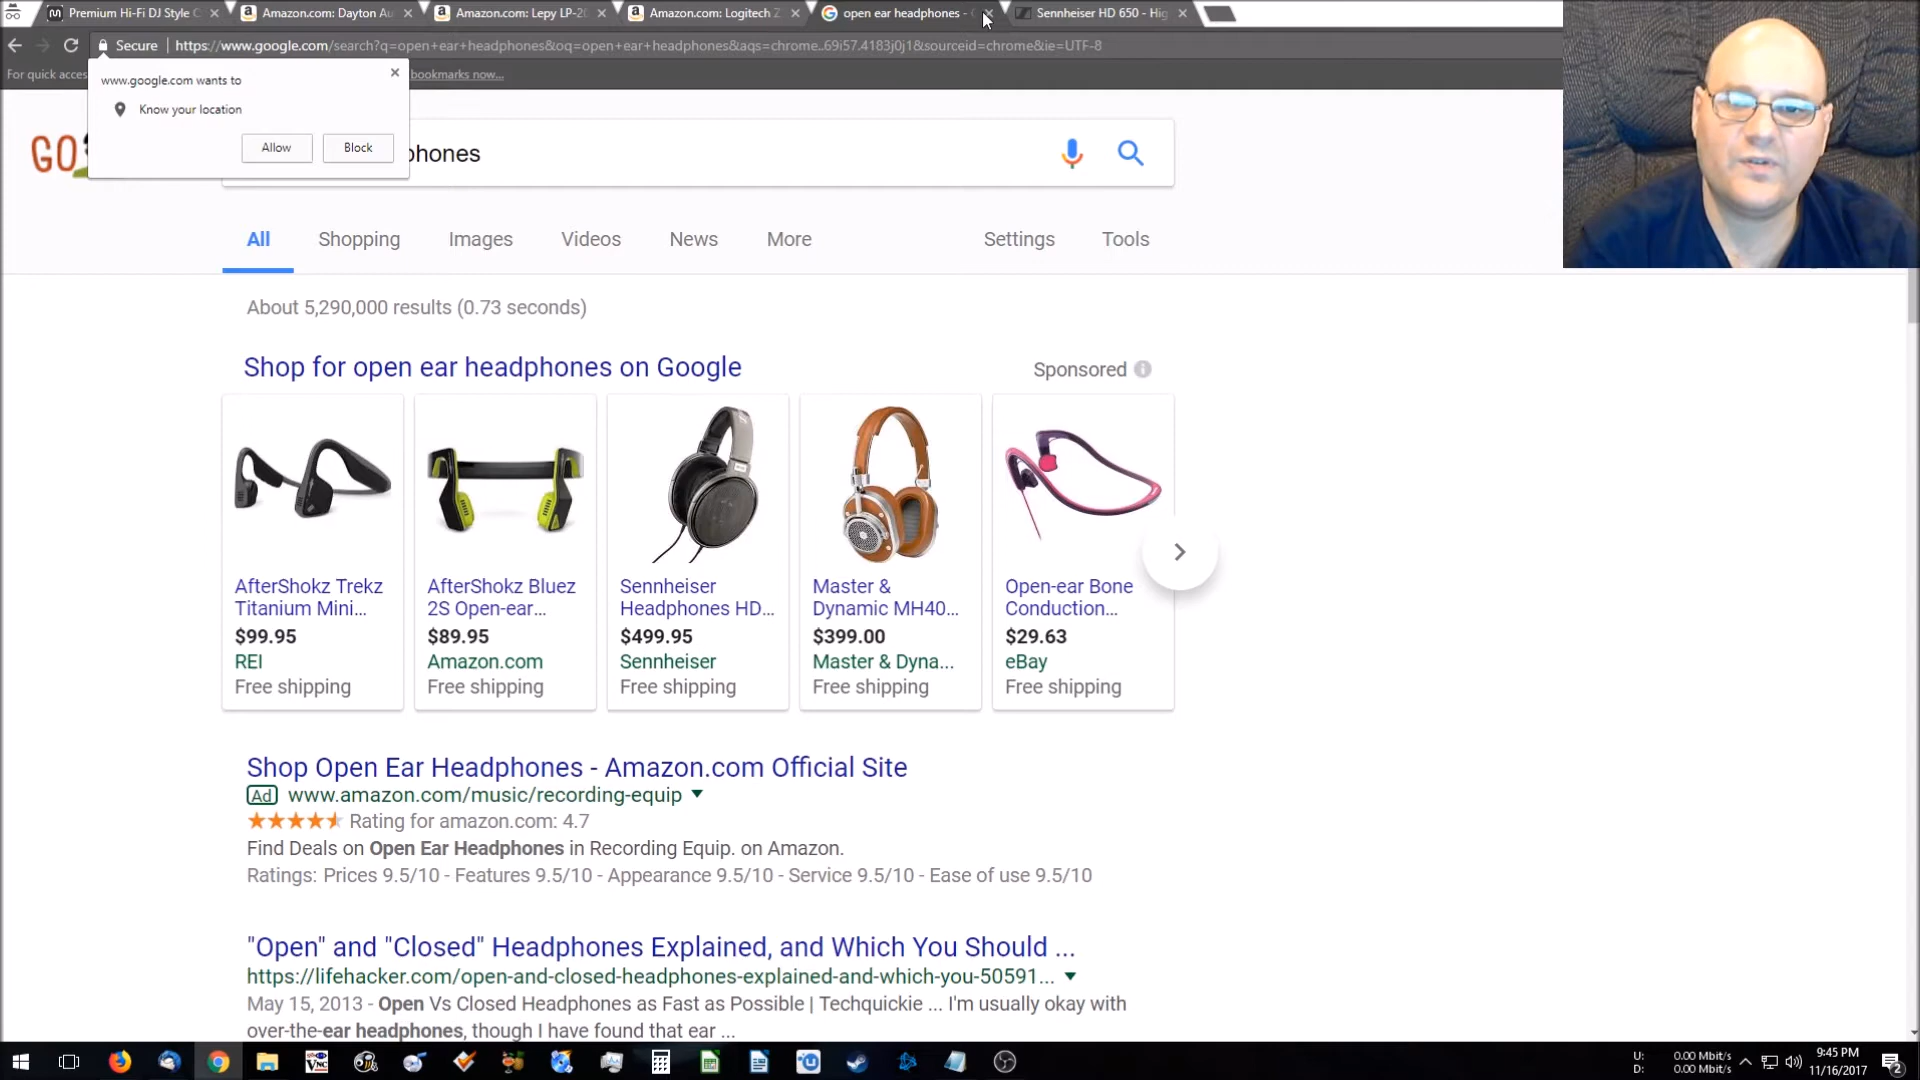 Premium Hi-Fi DJ Style C
Amazon.com: Dayton Au
Amazon.com: Lepy LP-20
Amazon.com: Logitech Z
open ear headphones -
Sennheiser HD 650 - Hig
Secure
https://www.google.com/search?q=open+ear+headphones&oq=open+ear+headphones&aqs=chrome..69i57.4183j0j1&sourceid=chrome&ie=UTF-8
For quick acces
bookmarks now...
www.google.com wants to
Know your location
Allow
Block
GO
phones
All
Shopping
Images
Videos
News
More
Settings
Tools
About 5,290,000 results (0.73 seconds)
Shop for open ear headphones on Google
Sponsored
AfterShokz Trekz
Titanium Mini...
$99.95
REI
Free shipping
AfterShokz Bluez
2S Open-ear...
$89.95
Amazon.com
Free shipping
Sennheiser
Headphones HD...
$499.95
Sennheiser
Free shipping
Master &
Dynamic MH40...
$399.00
Master & Dyna...
Free shipping
Open-ear Bone
Conduction...
$29.63
eBay
Free shipping
Shop Open Ear Headphones - Amazon.com Official Site
Ad www.amazon.com/music/recording-equip
Rating for amazon.com: 4.7
Find Deals on Open Ear Headphones in Recording Equip. on Amazon.
Ratings: Prices 9.5/10 - Features 9.5/10 - Appearance 9.5/10 - Service 9.5/10 - Ease of use 9.5/10
"Open" and "Closed" Headphones Explained, and Which You Should ...
https://lifehacker.com/open-and-closed-headphones-explained-and-which-you-50591...
May 15, 2013 - Open Vs Closed Headphones as Fast as Possible | Techquickie ... I'm usually okay with
over-the-ear headphones, though I have found that ear ...
U: 0.00 Mbit/s
D: 0.00 Mbit/s
9:45 PM
11/16/2017
2